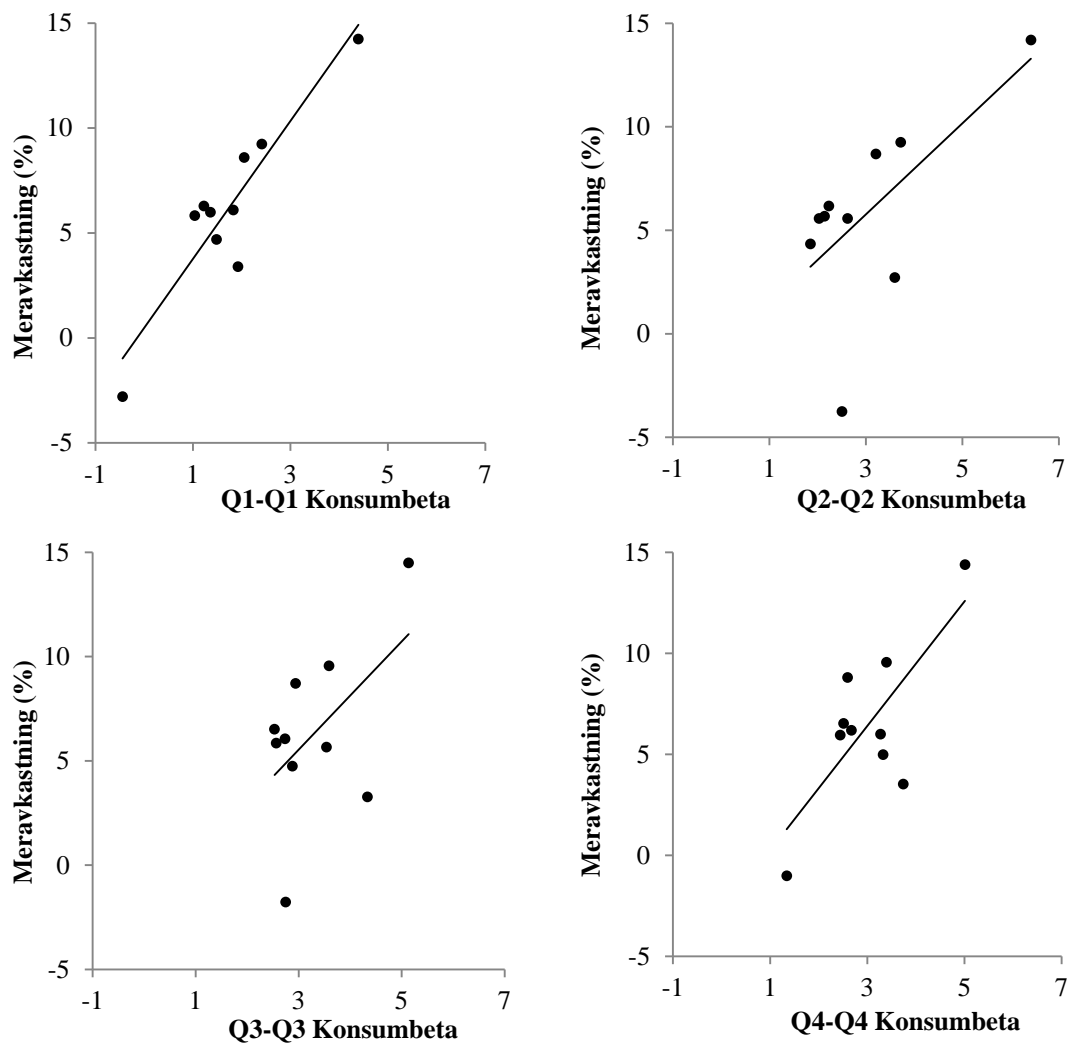 15
10
5
0
-5
Meravkastning (%)
-1 1 3 5 7
Q1-Q1 Konsumbeta
15
10
5
0
-5
Meravkastning (%)
-1 1 3 5 7
Q2-Q2 Konsumbeta
15
10
5
0
-5
Meravkastning (%)
-1 1 3 5 7
Q3-Q3 Konsumbeta
15
10
5
0
-5
Meravkastning (%)
-1 1 3 5 7
Q4-Q4 Konsumbeta